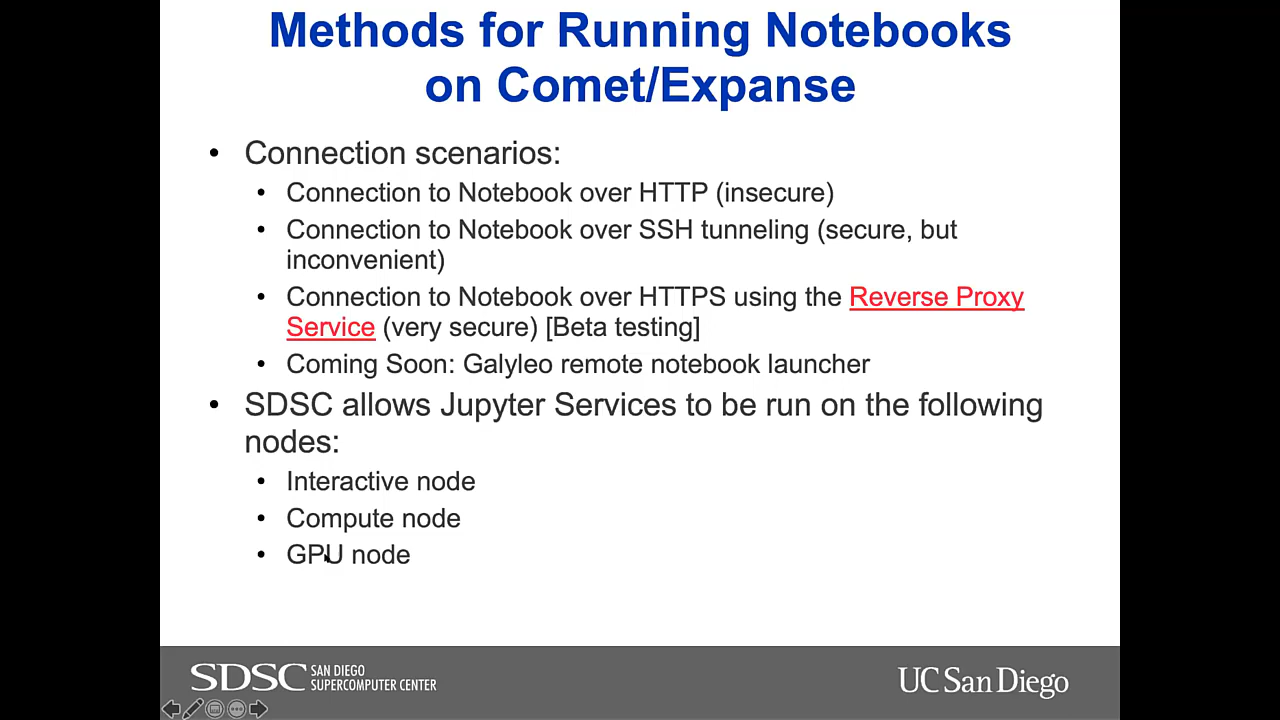 Methods for Running Notebooks
on Comet/Expanse
• Connection scenarios:
• Connection to Notebook over HTTP (insecure)
• Connection to Notebook over SSH tunneling (secure, but
inconvenient)
• Connection to Notebook over HTTPS using the Reverse Proxy
Service (very secure) [Beta testing]
• Coming Soon: Galyleo remote notebook launcher
• SDSC allows Jupyter Services to be run on the following
nodes:
• Interactive node
• Compute node
• GPU node
SDSC SAN DIEGO
SUPERCOMPUTER CENTER
UC San Diego